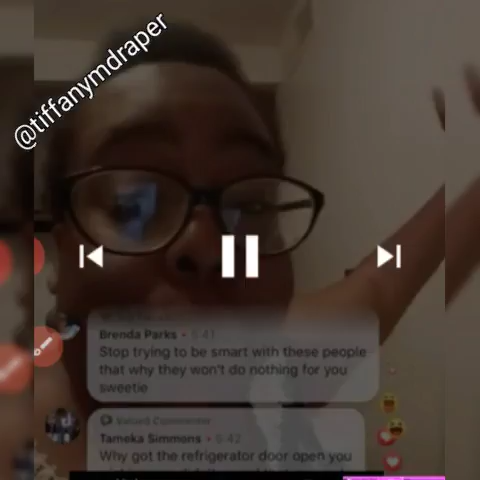 @tiffanymdraper
Brenda Parks • 5:41
Stop trying to be smart with these people
that why they won't do nothing for you
sweetie
Valued Commenter
Tameka Simmons • 5:42
Why got the refrigerator door open you